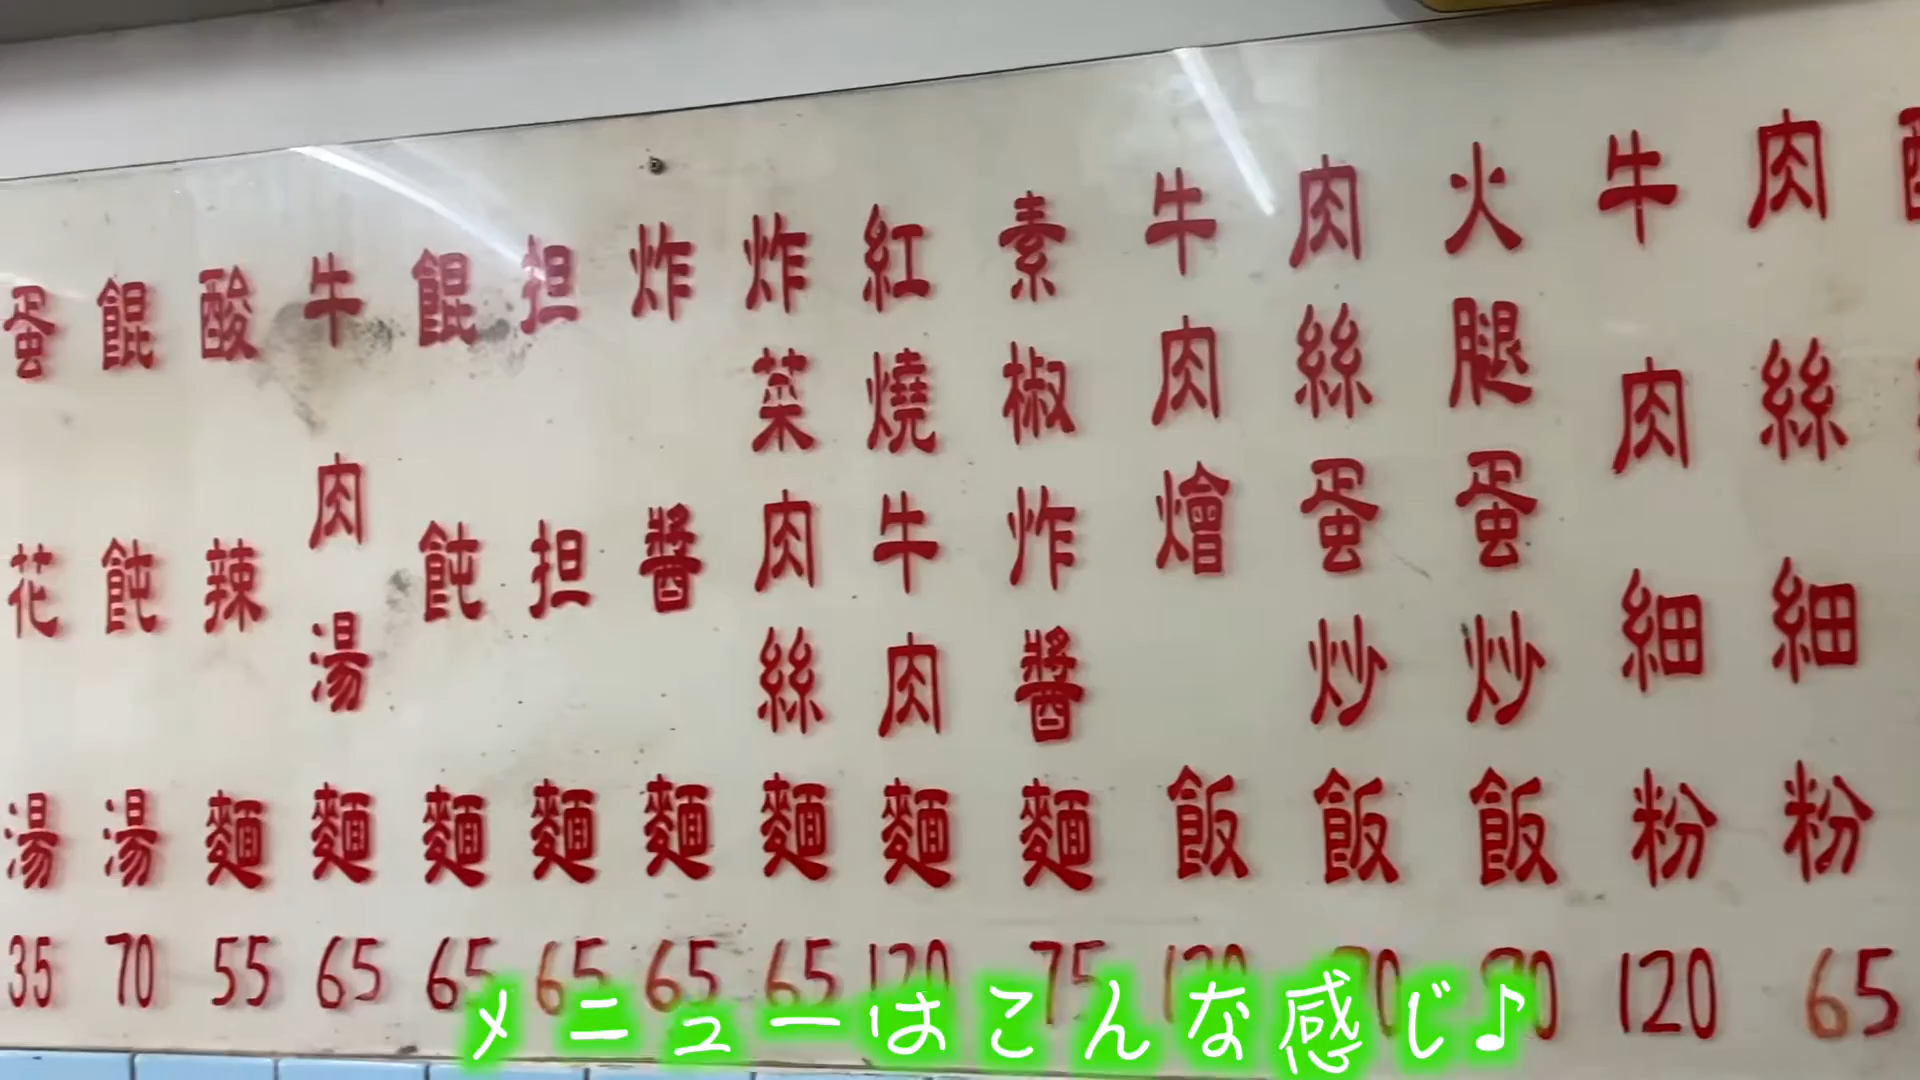 肉絲細粉 65
牛肉細粉 120
火腿蛋炒飯
肉絲蛋炒飯
牛肉燴飯 120
素椒炸醬麵 75
紅燒牛肉麵 120
炸菜肉絲麵 65
炸醬麵 65
担担麵 65
餛飩麵 65
牛肉湯麵 65
酸辣麵 55
餛飩湯 70
蛋花湯 35
メニューはこんな感じ♪